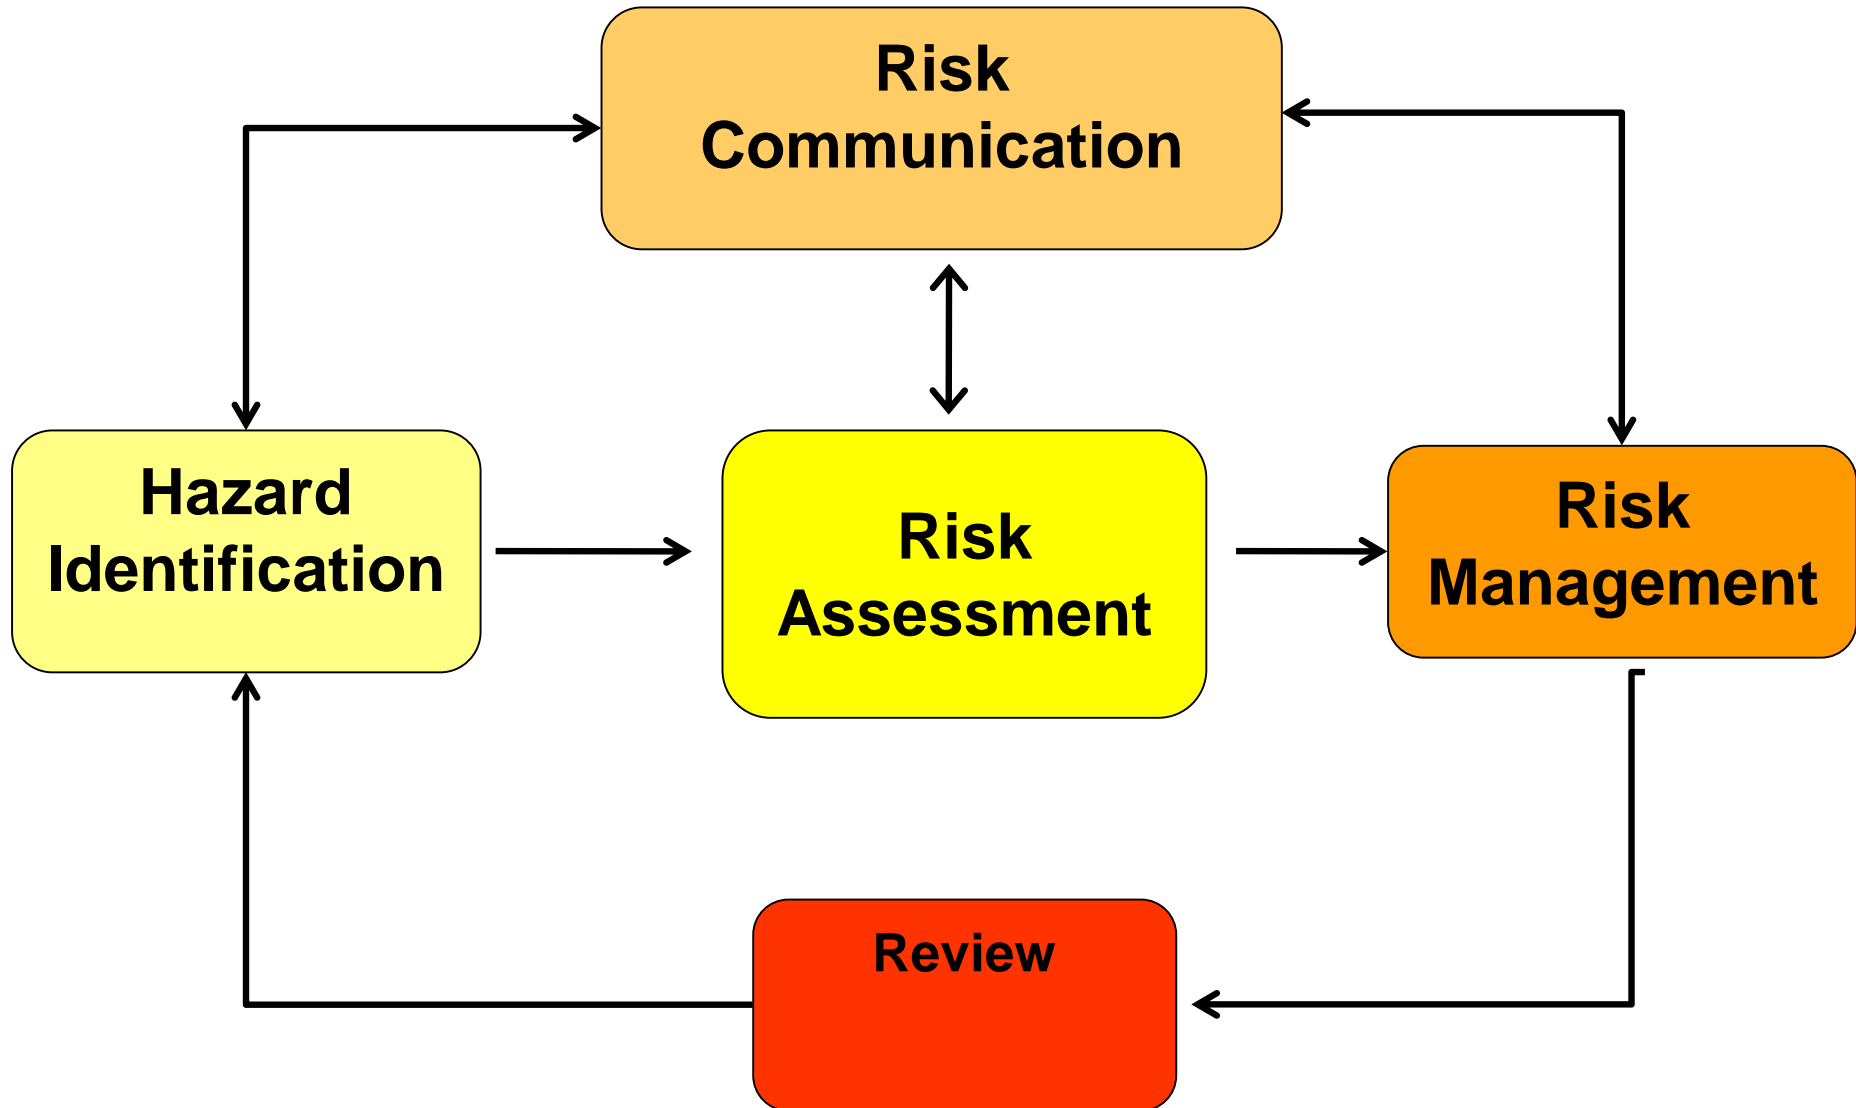 Risk
Communication
Hazard
Identification
Risk
Assessment
Risk
Management
Review